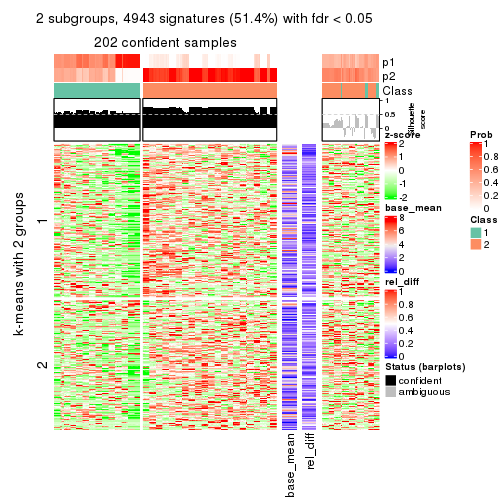 2 subgroups, 4943 signatures (51.4%) with fdr < 0.05
202 confident samples
p1
p2
Class
1
0.5
0
Silhouette
score
k-means with 2 groups
1
2
base_mean
rel_diff
z-score
2
1
0
-1
-2
base_mean
8
6
4
2
0
rel_diff
1
0.8
0.6
0.4
0.2
0
Status (barplots)
confident
ambiguous
Prob
1
0.8
0.6
0.4
0.2
0
Class
1
2